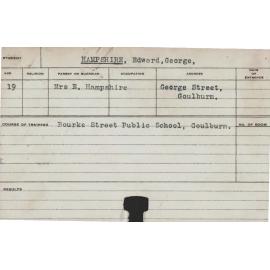 STUDENT HAMPSHIRE, Edward,George,
AGE RELIGION PARENT OR GUARDIAN OCCUPATION ADDRESS DATE OF ENTRANCE
19 Mrs E. Hampshire George Street,
Goulburn.
COURSE OF TRAINING Bourke Street Public School, Goulburn. NO. OF ROOM
RESULTS